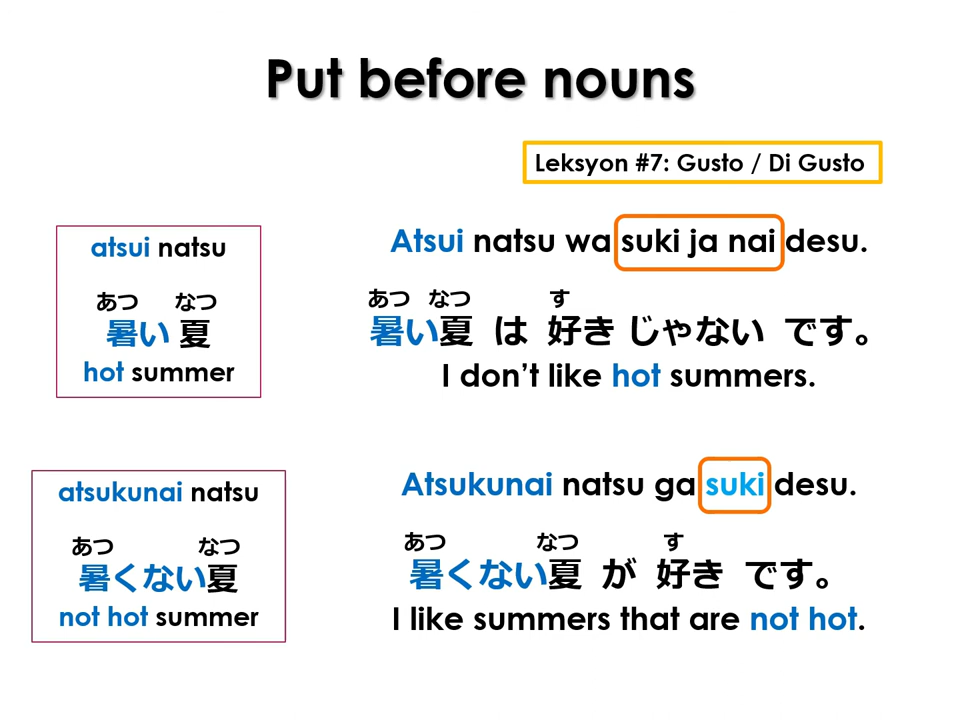 Put before nouns
Leksyon #7: Gusto / Di Gusto
atsui natsu
あつ なつ
暑い 夏
hot summer
Atsui natsu wa suki ja nai desu.
あつ なつ す
暑い夏 は 好き じゃない です。
I don't like hot summers.
atsukunai natsu
あつ なつ
暑くない夏
not hot summer
Atsukunai natsu ga suki desu.
あつ なつ す
暑くない夏 が 好き です。
I like summers that are not hot.